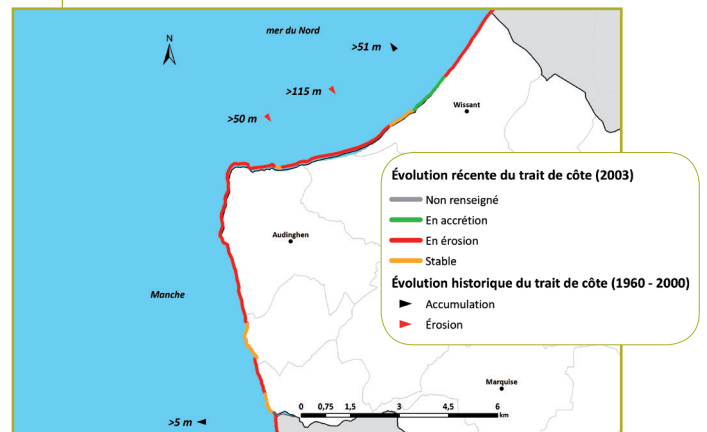 N
mer du Nord
>51 m
>115 m
>50 m
Wissant
Évolution récente du trait de côte (2003)
Non renseigné
En accrétion
En érosion
Stable
Évolution historique du trait de côte (1960 - 2000)
Accumulation
Érosion
Audinghen
Manche
Marquise
0 0,75 1,5 3 4,5 6
km
>5 m